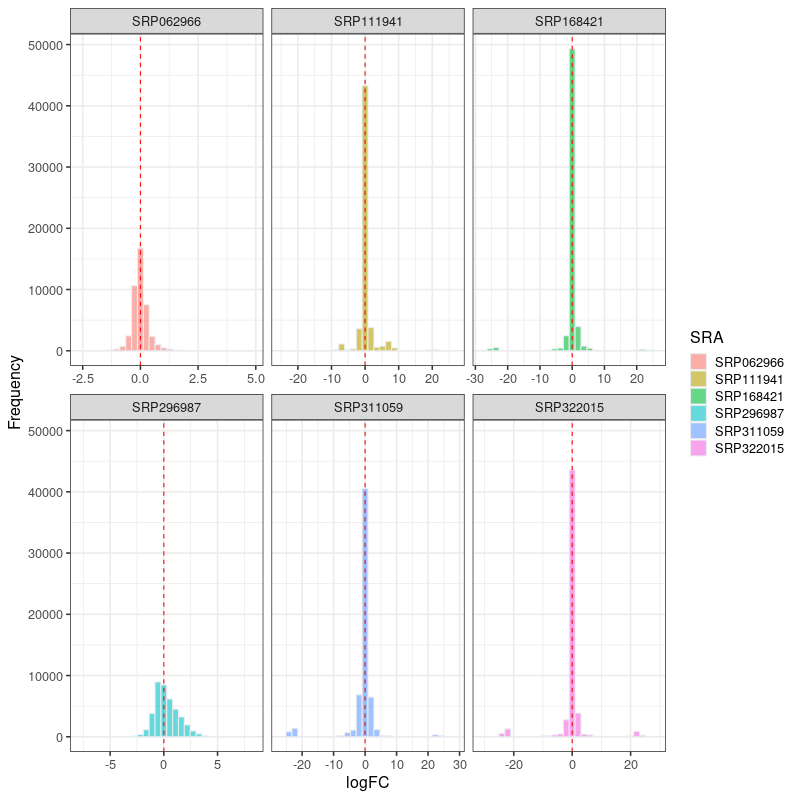 SRP062966 SRP111941 SRP168421
50000
40000
30000
20000
10000
0
-2.5 0.0 2.5 5.0 -20 -10 0 10 20 -30 -20 -10 0 10 20
Frequency
SRP296987 SRP311059 SRP322015
50000
40000
30000
20000
10000
0
-5 0 5 -20 -10 0 10 20 30 -20 0 20
logFC
SRA
SRP062966
SRP111941
SRP168421
SRP296987
SRP311059
SRP322015